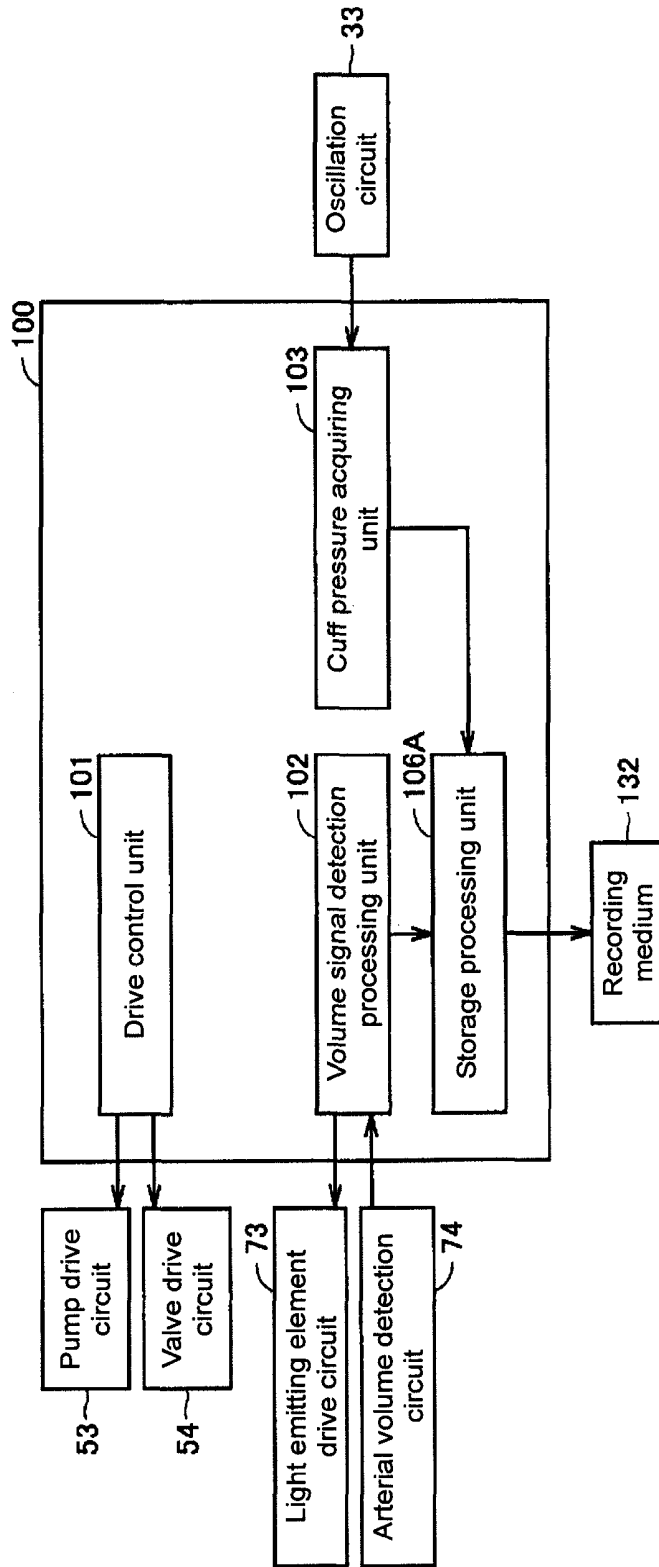 100
53
Pump drive
circuit
54
Valve drive
circuit
101
Drive control unit
73
Light emitting element
drive circuit
74
Arterial volume detection
circuit
102
Volume signal detection
processing unit
103
Cuff pressure acquiring
unit
33
Oscillation
circuit
106A
Storage processing unit
132
Recording
medium